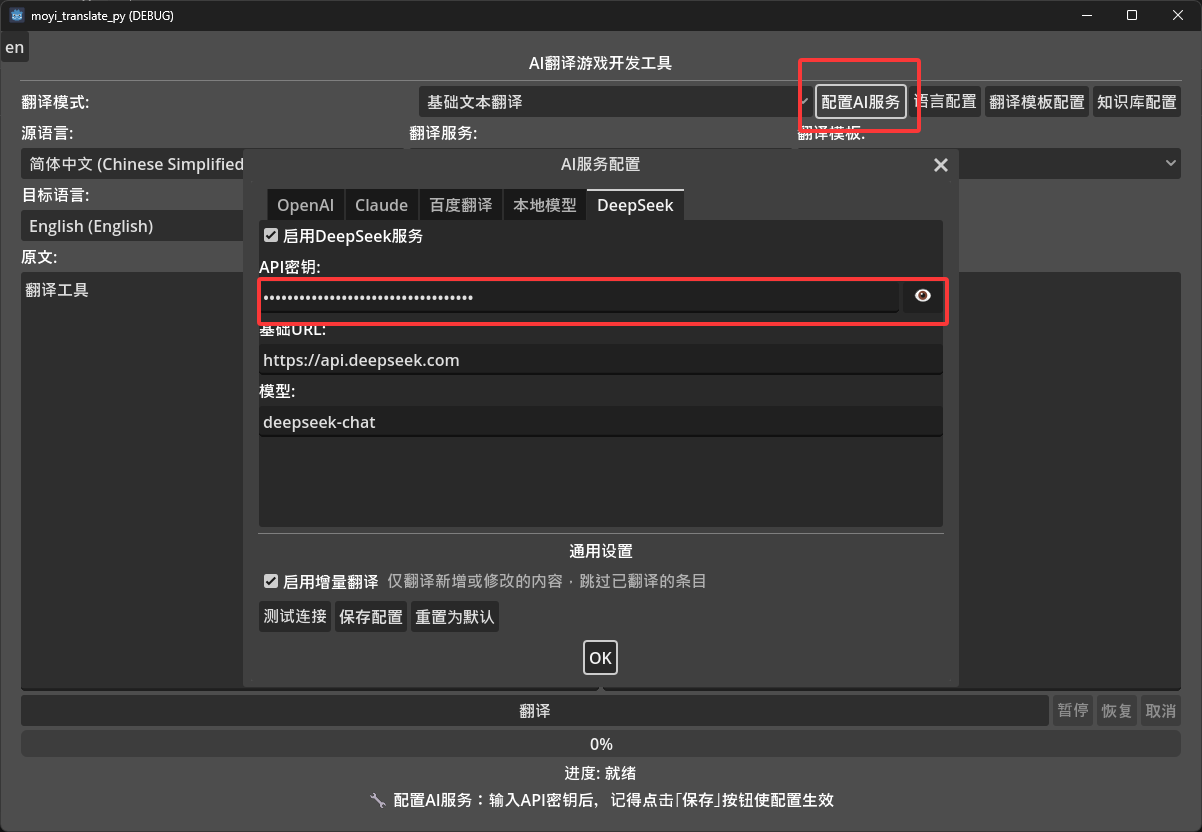 moyi_translate_py (DEBUG)
en
AI翻译游戏开发工具
翻译模式:
基础文本翻译
配置AI服务
语言配置
翻译模板配置
知识库配置
源语言:
翻译服务:
翻译模板:
简体中文 (Chinese Simplified
目标语言:
English (English)
原文:
翻译工具
AI服务配置
OpenAI
Claude
百度翻译
本地模型
DeepSeek
启用DeepSeek服务
API密钥:
••••••••••••••••••••••••••••••••••••
基础URL:
https://api.deepseek.com
模型:
deepseek-chat
通用设置
启用增量翻译 仅翻译新增或修改的内容 · 跳过已翻译的条目
测试连接
保存配置
重置为默认
OK
翻译
暂停
恢复
取消
0%
进度: 就绪
配置AI服务：输入API密钥后，记得点击「保存」按钮使配置生效